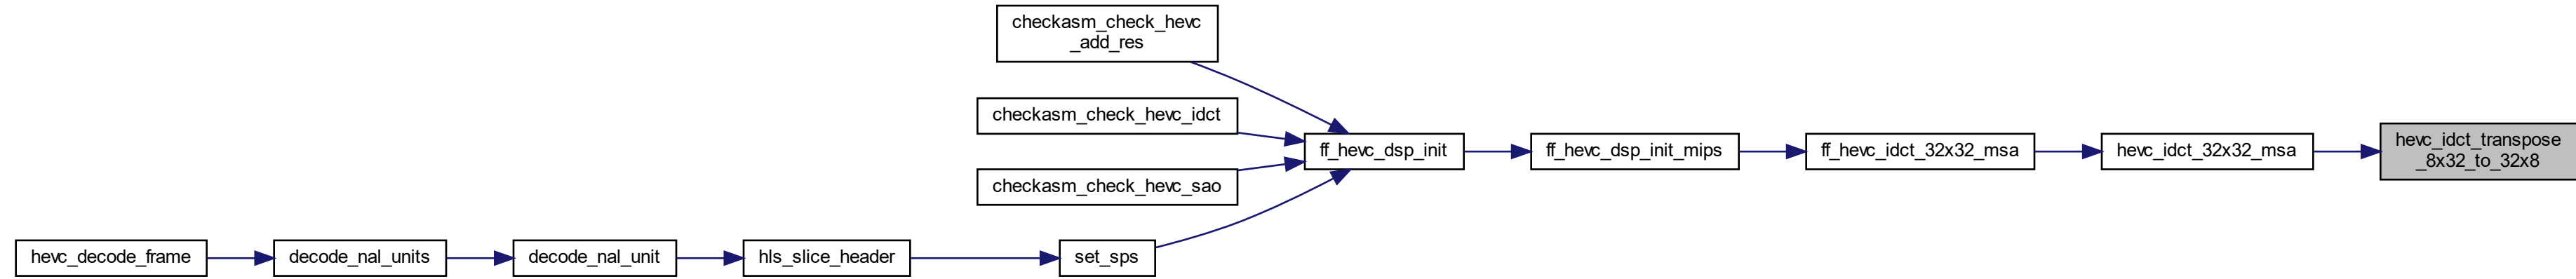 checkasm_check_hevc
_add_res
checkasm_check_hevc_idct
checkasm_check_hevc_sao
hevc_decode_frame
decode_nal_units
decode_nal_unit
hls_slice_header
set_sps
ff_hevc_dsp_init
ff_hevc_dsp_init_mips
ff_hevc_idct_32x32_msa
hevc_idct_32x32_msa
hevc_idct_transpose
_8x32_to_32x8